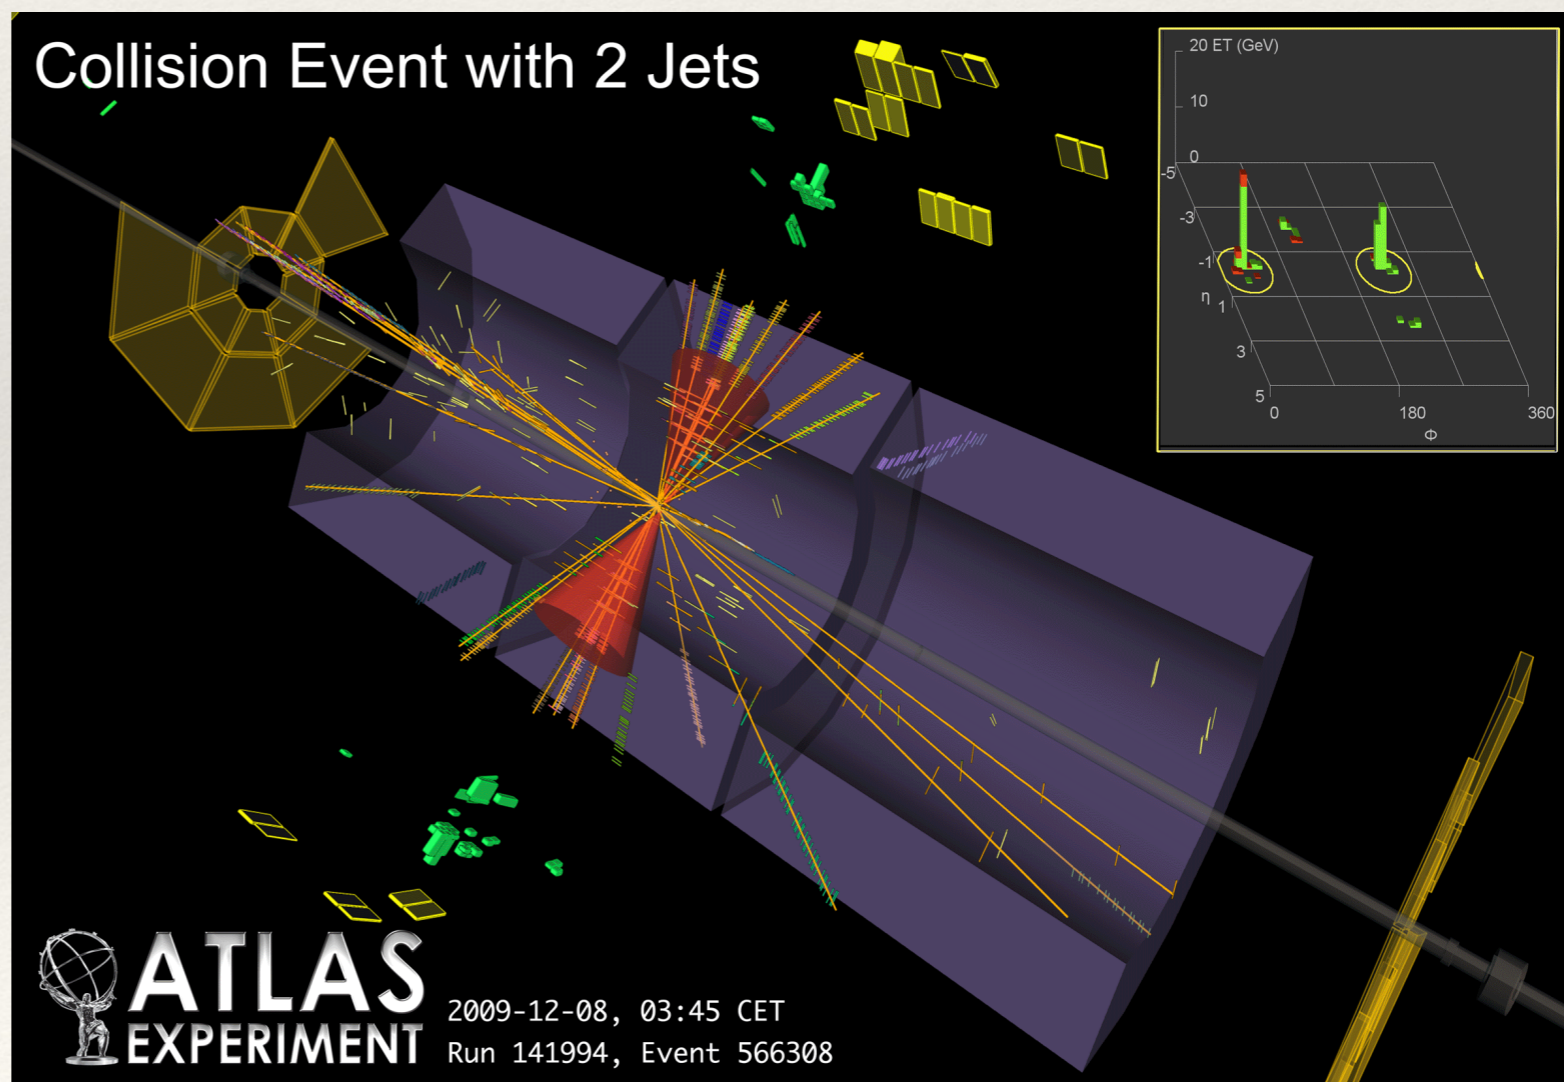 Collision Event with 2 Jets
20 ET (GeV)
10
0
-5
-3
-1
η 1
3
5
0 180 360
Φ
ATLAS
EXPERIMENT
2009-12-08, 03:45 CET
Run 141994, Event 566308